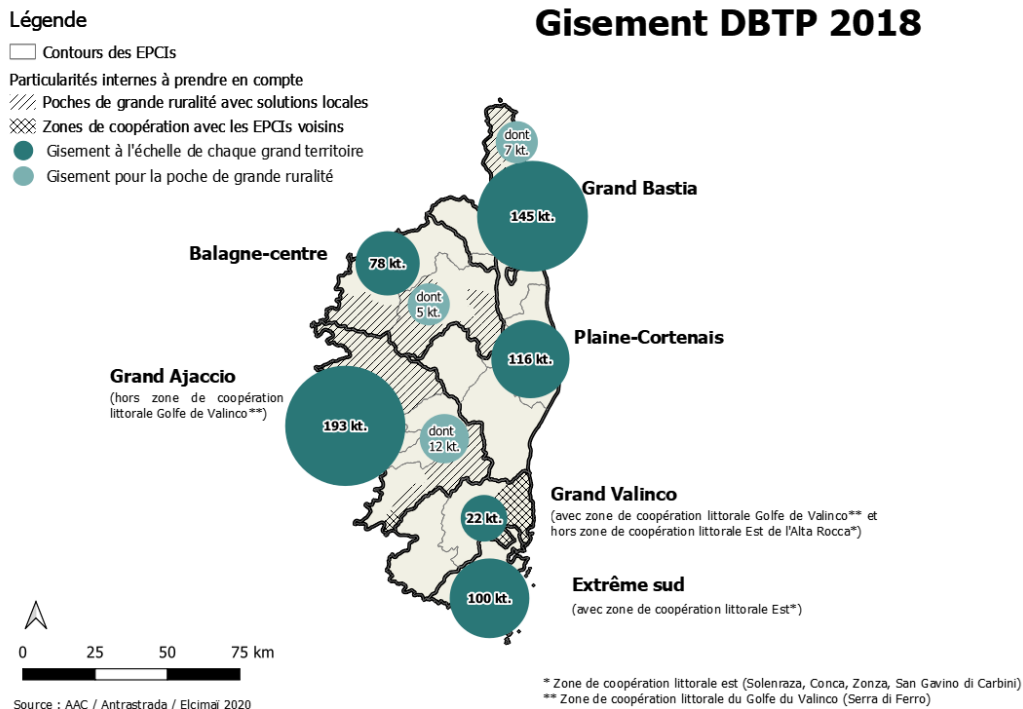 Gisement DBTP 2018
Légende
Contours des EPCIs
Particularités internes à prendre en compte
Poches de grande ruralité avec solutions locales
Zones de coopération avec les EPCIs voisins
Gisement à l'échelle de chaque grand territoire
Gisement pour la poche de grande ruralité
dont
7 kt.
Grand Bastia
145 kt.
Balagne-centre
78 kt.
dont
5 kt.
Plaine-Cortenais
116 kt.
Grand Ajaccio
(hors zone de coopération
littorale Golfe de Valinco**)
193 kt.
dont
12 kt.
Grand Valinco
(avec zone de coopération littorale Golfe de Valinco** et
hors zone de coopération littorale Est de l'Alta Rocca*)
22 kt.
Extrême sud
(avec zone de coopération littorale Est*)
100 kt.
0 25 50 75 km
Source : AAC / Antrastrada / Elcimaï 2020
* Zone de coopération littorale est (Solenraza, Conca, Zonza, San Gavino di Carbini)
** Zone de coopération littorale du Golfe du Valinco (Serra di Ferro)